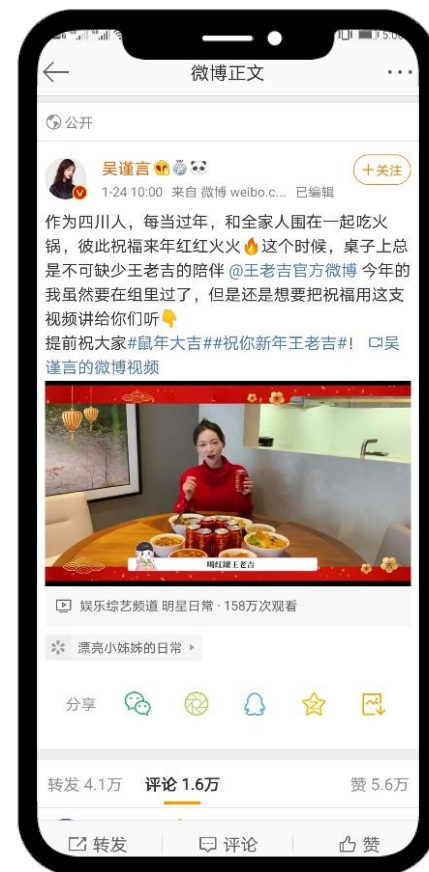 微博正文
公开
吴谨言
+关注
1-24 10:00 来自 微博 weibo.c... 已编辑
作为四川人，每当过年，和全家人围在一起吃火
锅，彼此祝福来年红红火火🔥这个时候，桌子上总
是不可缺少王老吉的陪伴 @王老吉官方微博 今年的
我虽然要在组里过了，但是还是想要把祝福用这支
视频讲给你们听👇
提前祝大家#鼠年大吉##祝你新年王老吉#！ 吴
谨言的微博视频
喝红罐王老吉
娱乐综艺频道 明星日常 · 158万次观看
漂亮小姊姊的日常
分享
转发 4.1万 评论 1.6万 赞 5.6万
转发 评论 赞